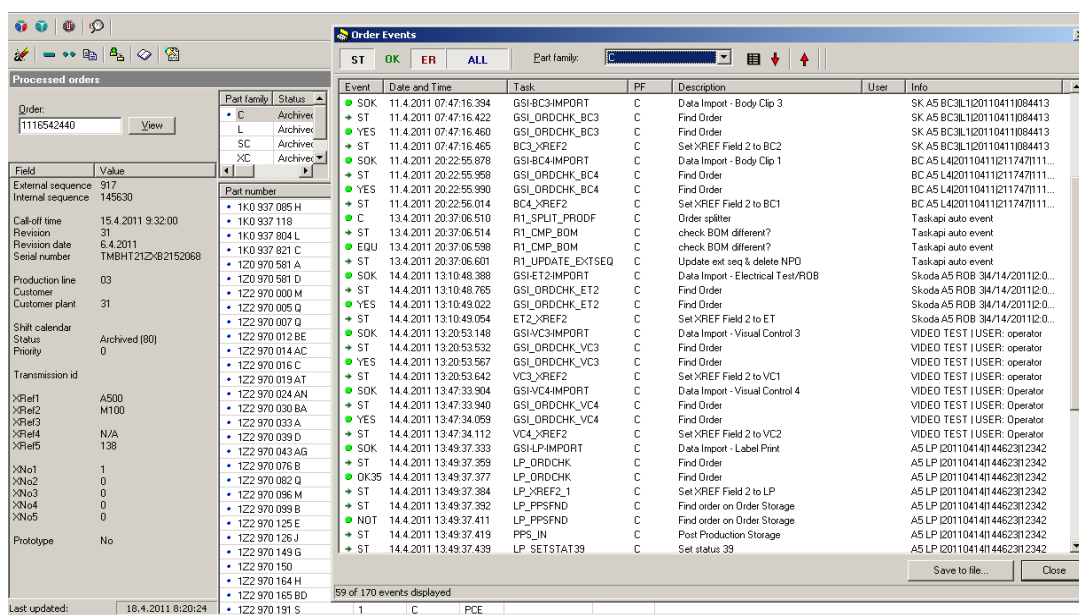 Order Events
ST OK ER ALL Part family: C
Processed orders
Order:
1116542440 View
Part family Status
C Archivec
L Archivec
SC Archivec
XC Archivec
Field Value
External sequence 917
Internal sequence 145630
Call-off time 15.4.2011 9:32:00
Revision 31
Revision date 6.4.2011
Serial number TMBHT21ZXB2152068
Production line 03
Customer
Customer plant 31
Shift calendar
Status Archived (80)
Priority 0
Transmission id
XRef1 A500
XRef2 M100
XRef3
XRef4 N/A
XRef5 138
XNo1 1
XNo2 0
XNo3 0
XNo4 0
XNo5 0
Prototype No
Last updated: 18.4.2011 8:20:24
Part number
1K0 937 085 H
1K0 937 118
1K0 937 804 L
1K0 937 821 C
1Z0 970 581 A
1Z0 970 581 D
1Z2 970 000 M
1Z2 970 005 Q
1Z2 970 007 Q
1Z2 970 012 BE
1Z2 970 014 AC
1Z2 970 016 C
1Z2 970 019 AT
1Z2 970 024 AN
1Z2 970 030 BA
1Z2 970 033 A
1Z2 970 039 D
1Z2 970 043 AG
1Z2 970 076 B
1Z2 970 082 Q
1Z2 970 096 M
1Z2 970 099 B
1Z2 970 125 E
1Z2 970 126 J
1Z2 970 149 G
1Z2 970 150
1Z2 970 164 H
1Z2 970 165 BD
1Z2 970 191 S 1 C PCE
Event Date and Time Task PF Description User Info
SOK 11.4.2011 07:47:16.394 GSI-BC3-IMPORT C Data Import - Body Clip 3 SK A5 BC3|L1|20110411|084413
ST 11.4.2011 07:47:16.422 GSI_ORDCHK_BC3 C Find Order SK A5 BC3|L1|20110411|084413
YES 11.4.2011 07:47:16.460 GSI_ORDCHK_BC3 C Find Order SK A5 BC3|L1|20110411|084413
ST 11.4.2011 07:47:16.465 BC3_XREF2 C Set XREF Field 2 to BC2 SK A5 BC3|L1|20110411|084413
SOK 11.4.2011 20:22:55.878 GSI-BC4-IMPORT C Data Import - Body Clip 1 BC A5 L4|20110411|211747|111...
ST 11.4.2011 20:22:55.958 GSI_ORDCHK_BC4 C Find Order BC A5 L4|20110411|211747|111...
YES 11.4.2011 20:22:55.990 GSI_ORDCHK_BC4 C Find Order BC A5 L4|20110411|211747|111...
ST 11.4.2011 20:22:56.014 BC4_XREF2 C Set XREF Field 2 to BC1 BC A5 L4|20110411|211747|111...
C 13.4.2011 20:37:06.510 R1_SPLIT_PRODF C Order splitter Taskapi auto event
ST 13.4.2011 20:37:06.514 R1_CMP_BOM C check BOM different? Taskapi auto event
EQU 13.4.2011 20:37:06.598 R1_CMP_BOM C check BOM different? Taskapi auto event
ST 13.4.2011 20:37:06.601 R1_UPDATE_EXTSEQ C Update ext seq & delete NPO Taskapi auto event
SOK 14.4.2011 13:10:48.388 GSI-ET2-IMPORT C Data Import - Electrical Test/ROB Skoda A5 ROB 3|4/14/2011|2:0...
ST 14.4.2011 13:10:48.765 GSI_ORDCHK_ET2 C Find Order Skoda A5 ROB 3|4/14/2011|2:0...
YES 14.4.2011 13:10:49.022 GSI_ORDCHK_ET2 C Find Order Skoda A5 ROB 3|4/14/2011|2:0...
ST 14.4.2011 13:10:49.054 ET2_XREF2 C Set XREF Field 2 to ET Skoda A5 ROB 3|4/14/2011|2:0...
SOK 14.4.2011 13:20:53.148 GSI-VC3-IMPORT C Data Import - Visual Control 3 VIDEO TEST | USER: operator
ST 14.4.2011 13:20:53.532 GSI_ORDCHK_VC3 C Find Order VIDEO TEST | USER: operator
YES 14.4.2011 13:20:53.567 GSI_ORDCHK_VC3 C Find Order VIDEO TEST | USER: operator
ST 14.4.2011 13:20:53.642 VC3_XREF2 C Set XREF Field 2 to VC1 VIDEO TEST | USER: operator
SOK 14.4.2011 13:47:33.904 GSI-VC4-IMPORT C Data Import - Visual Control 4 VIDEO TEST | USER: Operator
ST 14.4.2011 13:47:33.940 GSI_ORDCHK_VC4 C Find Order VIDEO TEST | USER: Operator
YES 14.4.2011 13:47:34.059 GSI_ORDCHK_VC4 C Find Order VIDEO TEST | USER: Operator
ST 14.4.2011 13:47:34.112 VC4_XREF2 C Set XREF Field 2 to VC2 VIDEO TEST | USER: Operator
SOK 14.4.2011 13:49:37.333 GSI-LP-IMPORT C Data Import - Label Print A5 LP |20110414|144623|12342
ST 14.4.2011 13:49:37.359 LP_ORDCHK C Find Order A5 LP |20110414|144623|12342
OK35 14.4.2011 13:49:37.377 LP_ORDCHK C Find Order A5 LP |20110414|144623|12342
ST 14.4.2011 13:49:37.384 LP_XREF2_1 C Set XREF Field 2 to LP A5 LP |20110414|144623|12342
ST 14.4.2011 13:49:37.392 LP_PPSFND C Find order on Order Storage A5 LP |20110414|144623|12342
NOT 14.4.2011 13:49:37.411 LP_PPSFND C Find order on Order Storage A5 LP |20110414|144623|12342
ST 14.4.2011 13:49:37.419 PPS_IN C Post Production Storage A5 LP |20110414|144623|12342
ST 14.4.2011 13:49:37.439 LP_SETSTAT39 C Set status 39 A5 LP |20110414|144623|12342
Save to file... Close
59 of 170 events displayed